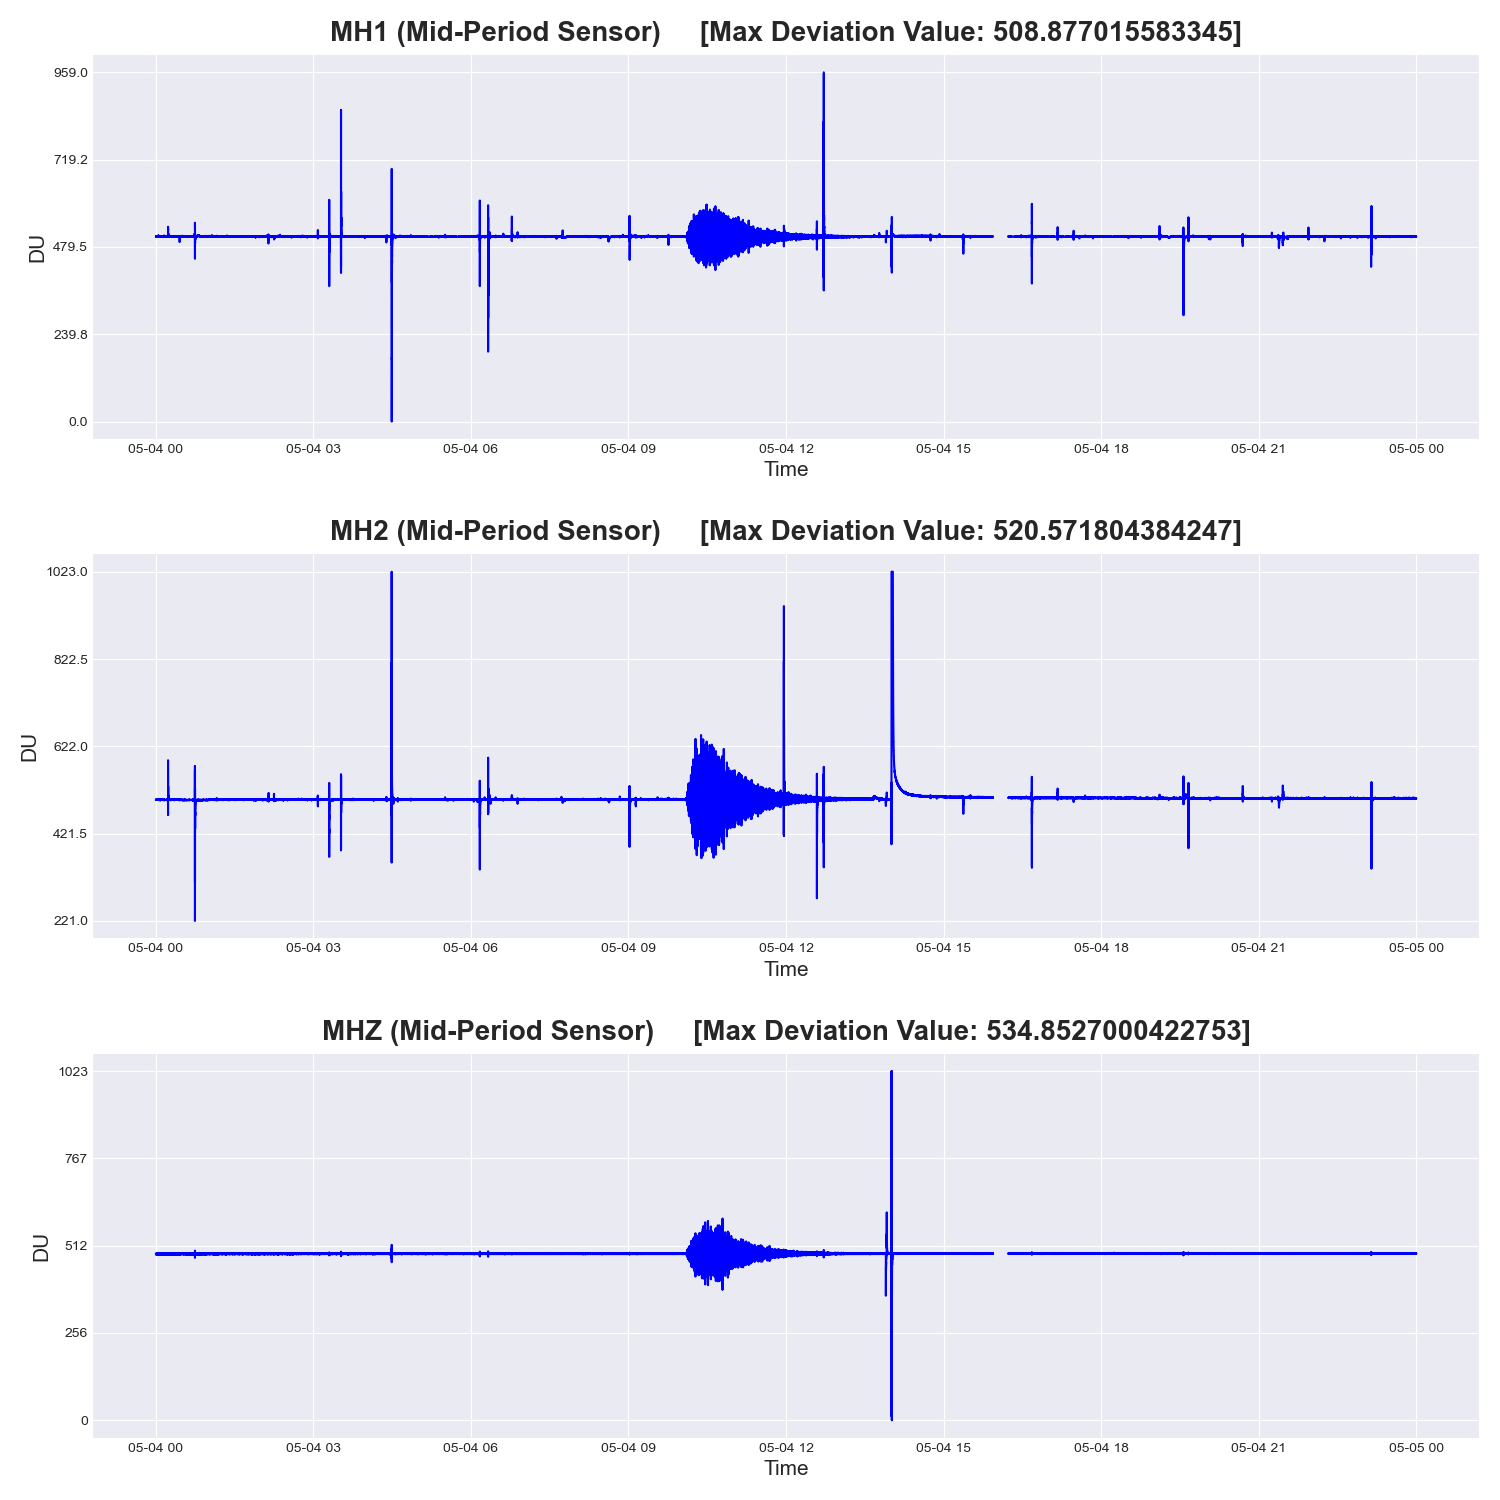 MH1 (Mid-Period Sensor) [Max Deviation Value: 508.877015583345]
959.0
719.2
479.5
239.8
0.0
DU
05-04 00 05-04 03 05-04 06 05-04 09 05-04 12 05-04 15 05-04 18 05-04 21 05-05 00
Time
MH2 (Mid-Period Sensor) [Max Deviation Value: 520.571804384247]
1023.0
822.5
622.0
421.5
221.0
DU
05-04 00 05-04 03 05-04 06 05-04 09 05-04 12 05-04 15 05-04 18 05-04 21 05-05 00
Time
MHZ (Mid-Period Sensor) [Max Deviation Value: 534.8527000422753]
1023
767
512
256
0
DU
05-04 00 05-04 03 05-04 06 05-04 09 05-04 12 05-04 15 05-04 18 05-04 21 05-05 00
Time